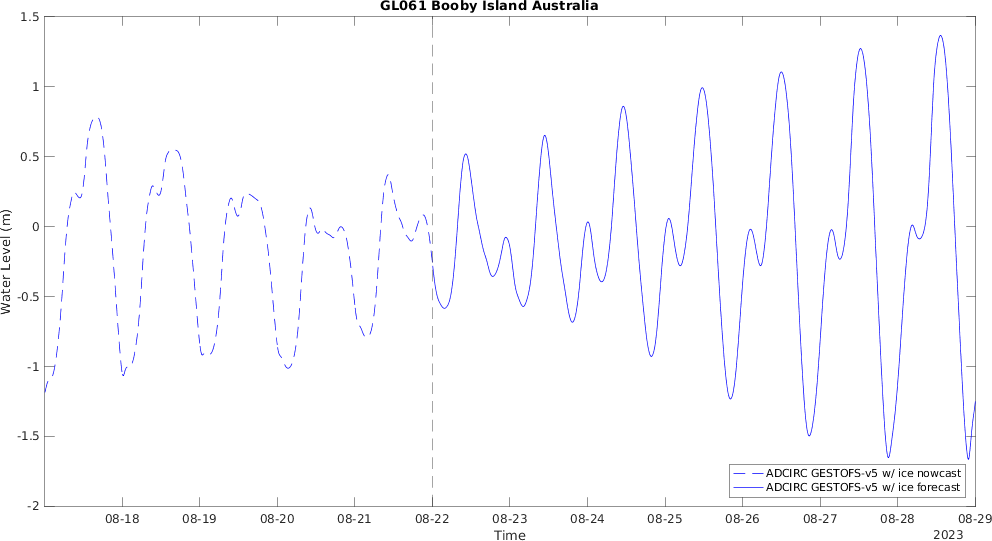 GL061 Booby Island Australia
1.5
1
0.5
0
-0.5
-1
-1.5
-2
Water Level (m)
ADCIRC GESTOFS-v5 w/ ice nowcast
ADCIRC GESTOFS-v5 w/ ice forecast
08-18 08-19 08-20 08-21 08-22 08-23 08-24 08-25 08-26 08-27 08-28 08-29
Time
2023